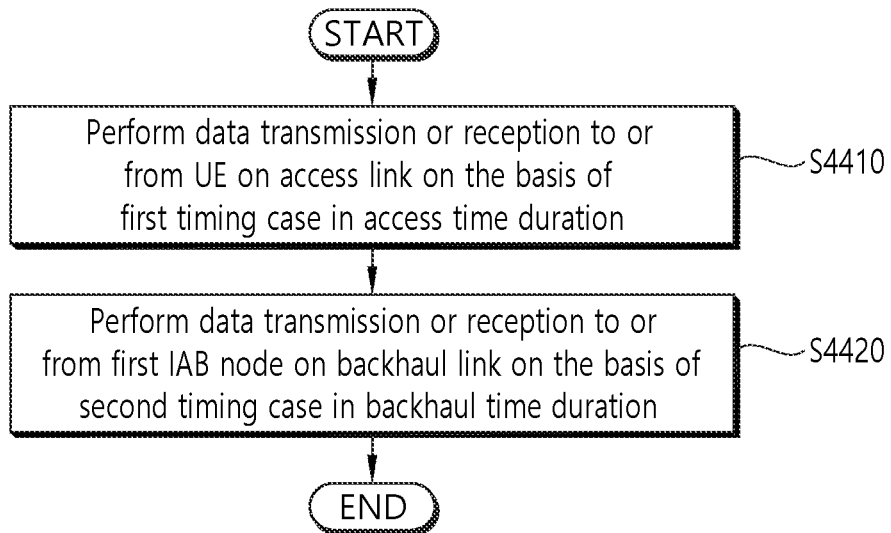 START
Perform data transmission or reception to or
from UE on access link on the basis of
first timing case in access time duration
S4410
Perform data transmission or reception to or
from first IAB node on backhaul link on the basis of
second timing case in backhaul time duration
S4420
END